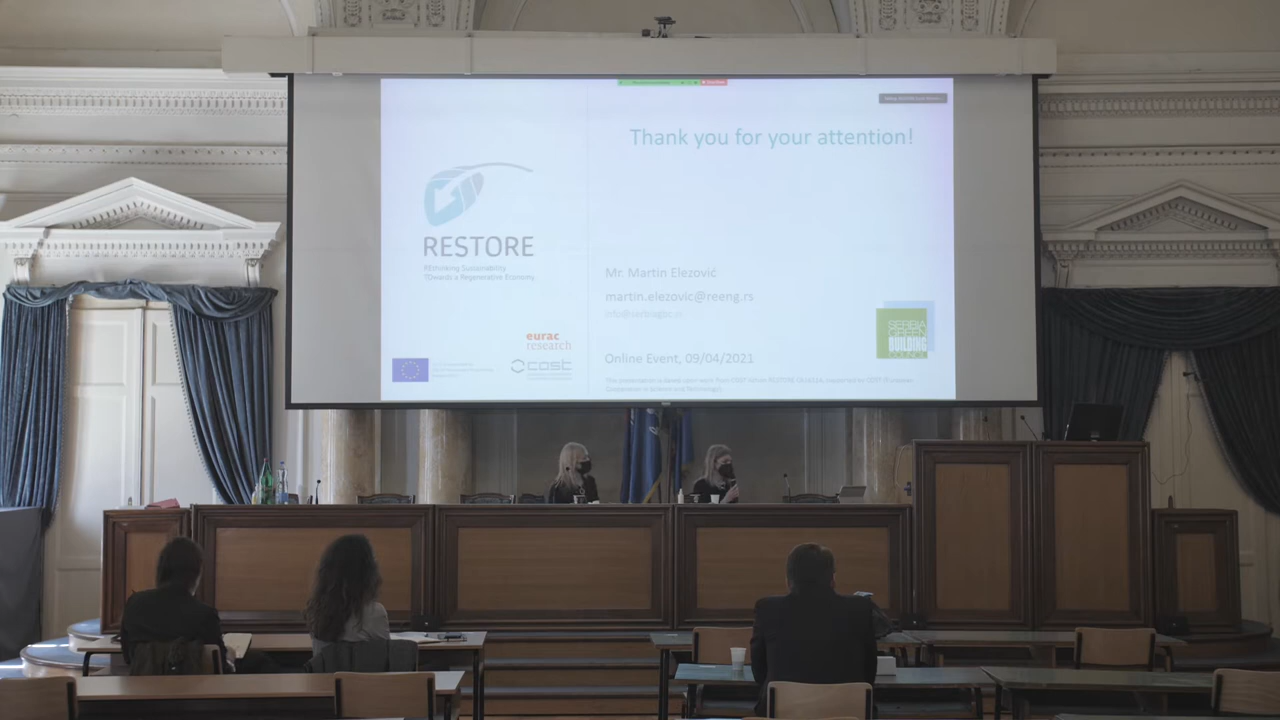 Thank you for your attention!
RESTORE
REthinking Sustainability
TOwards a Regenerative Economy
Mr. Martin Elezović
martin.elezovic@reeng.rs
eurac
research
cost
SERBIA
GREEN
BUILDING
Online Event, 09/04/2021